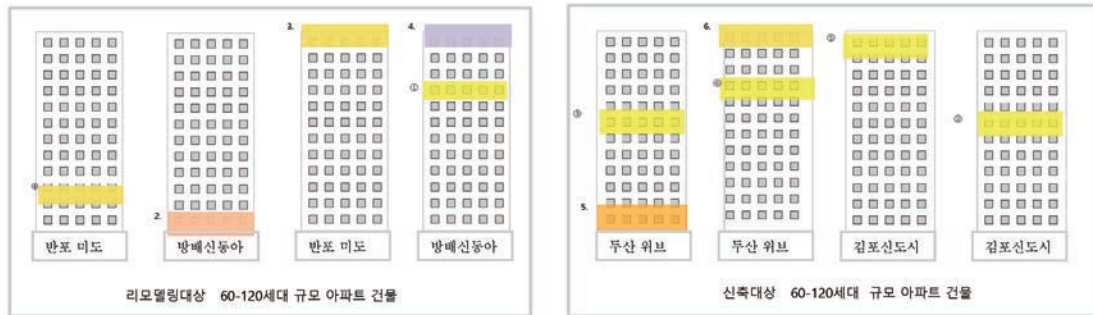 3.
4.
①
2.
반포 미도
방배신동아
반포 미도
방배신동아
리모델링대상 60-120세대 규모 아파트 건물
6.
⑤
③
②
5.
두산 위브
두산 위브
김포신도시
김포신도시
신축대상 60-120세대 규모 아파트 건물